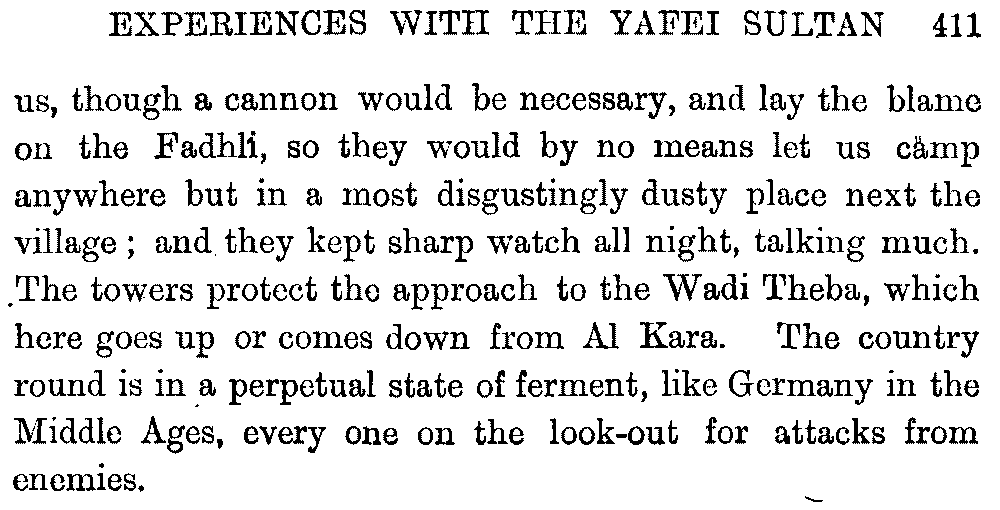 EXPERIENCES WITH THE YAFEI SULTAN 411
us, though a cannon would be necessary, and lay the blame
on the Fadhli, so they would by no means let us camp
anywhere but in a most disgustingly dusty place next the
village ; and they kept sharp watch all night, talking much.
The towers protect the approach to the Wadi Theba, which
here goes up or comes down from Al Kara. The country
round is in a perpetual state of ferment, like Germany in the
Middle Ages, every one on the look-out for attacks from
enemies.